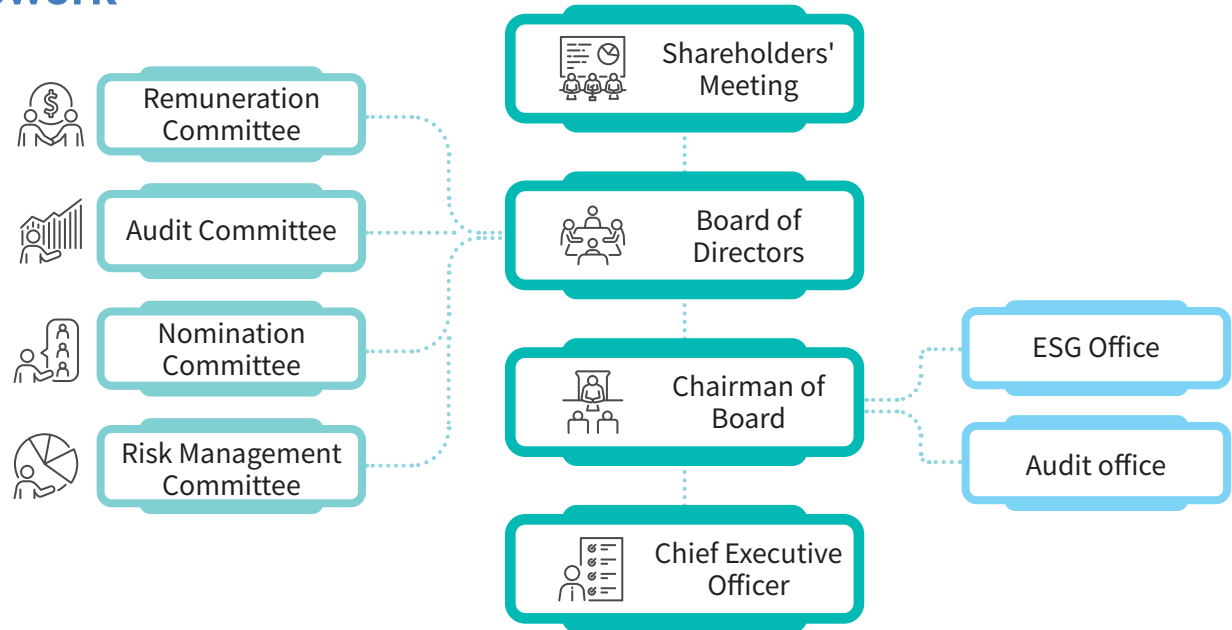 Shareholders'
Meeting
Remuneration
Committee
Audit Committee
Board of
Directors
Nomination
Committee
ESG Office
Chairman of
Board
Risk Management
Committee
Audit office
Chief Executive
Officer